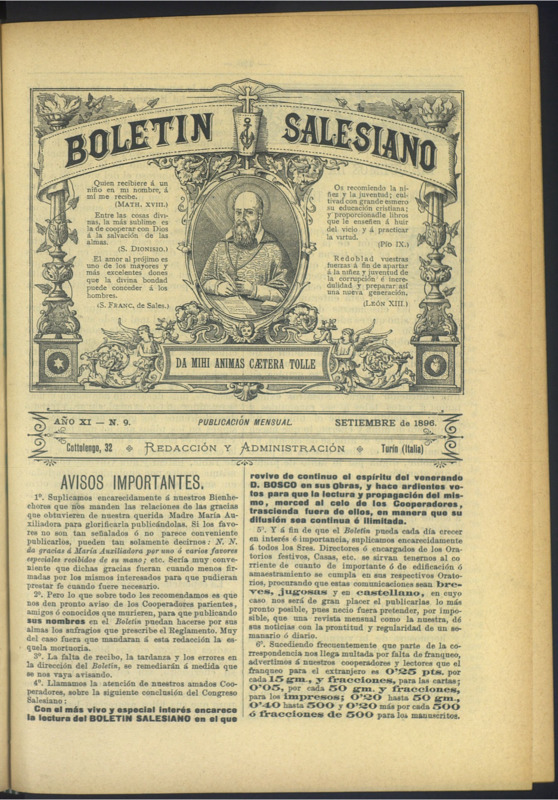 BOLETIN SALESIANO
Quien recibiere á un
niño en mi nombre, á
mí me recibe.
(MATH. XVIII.)
Entre las cosas divi-
nas, la más sublime es
la de cooperar con Dios
á la salvación de las
almas.
(S. DIONISIO.)
El amor al prójimo es
uno de los mayores y
más excelentes dones
que la divina bondad
puede conceder á los
hombres.
(S. FRANC. de Sales.)
Os recomiendo la ni-
ñez y la juventud; cul-
tivad con grande esmero
su educación cristiana;
y proporcionadle libros
que le enseñen á huir
del vicio y á practicar
la virtud.
(Pío IX.)
Redoblad vuestras
fuerzas á fin de apartar
á la niñez y juventud de
la corrupción é incre-
dulidad y preparar así
una nueva generación.
(LEÓN XIII.)
DA MIHI ANIMAS CÆTERA TOLLE
AÑO XI — N. 9.
PUBLICACIÓN MENSUAL
SETIEMBRE de 1896.
Cottolengo, 32
REDACCIÓN Y ADMINISTRACIÓN
Turín (Italia)
AVISOS IMPORTANTES.
1º. Suplicamos encarecidamente á nuestros Bienhe-
chores que nos manden las relaciones de las gracias
que obtuvieren de nuestra querida Madre María Au-
xiliadora para glorificarla publicándolas. Si los favo-
res no son tan señalados ó no parece conveniente
publicarlos, pueden tan solamente decirnos: N. N.
da gracias á María Auxiliadora por uno ó varios favores
especiales recibidos de su mano; etc. Sería muy conve-
niente que dichas gracias fueran cuando menos fir-
madas por los mismos interesados para que pudieran
prestar fe cuando fuere necesario.
2º. Pero lo que sobre todo les recomendamos es que
nos den pronto aviso de los Cooperadores parientes,
amigos ó conocidos que murieren, para que publicando
sus nombres en el Boletín puedan hacerse por sus
almas los sufragios que prescribe el Reglamento. Muy
del caso fuera que mandaran á esta redacción la es-
quela mortuoria.
3º. La falta de recibo, la tardanza y los errores en
la dirección del Boletín, se remediarán á medida que
se nos vaya avisando.
4º. Llamamos la atención de nuestros amados Coo-
peradores, sobre la siguiente conclusión del Congreso
Salesiano:
Con el más vivo y especial interés encarece
la lectura del BOLETIN SALESIANO en el que
revive de continuo el espíritu del venerando
D. BOSCO en sus obras, y hace ardientes vo-
tos para que la lectura y propagación del mis-
mo, merced al celo de los Cooperadores,
trascienda fuera de ellos, en manera que su
difusión sea continua é ilimitada.
5º. Y á fin de que el Boletín pueda cada día crecer
en interés é importancia, suplicamos encarecidamente
á todos los Sres. Directores ó encargados de los Ora-
torios festivos, Casas, etc. se sirvan tenernos al co-
rriente de cuanto de importante ó de edificación ó
amaestramiento se cumpla en sus respectivos Orato-
rios, procurando que estas comunicaciones sean bre-
ves, jugosas y en castellano, en cuyo
caso nos será de gran placer el publicarlas lo más
pronto posible, pues necio fuera pretender, por impo-
sible, que una revista mensual como la nuestra, dé
sus noticias con la prontitud y regularidad de un se-
manario ó diario.
6º. Sucediendo frecuentemente que parte de la co-
rrespondencia nos llega multada por falta de franqueo,
advertimos á nuestros cooperadores y lectores que el
franqueo para el extranjero es 0'25 pts. por
cada 15 gm., y fracciones, para las cartas;
0'05, por cada 50 gm. y fracciones,
para los impresos; 0'20 hasta 50 gm.,
0'40 hasta 500 y 0'20 más por cada 500
ó fracciones de 500 para los manuscritos.